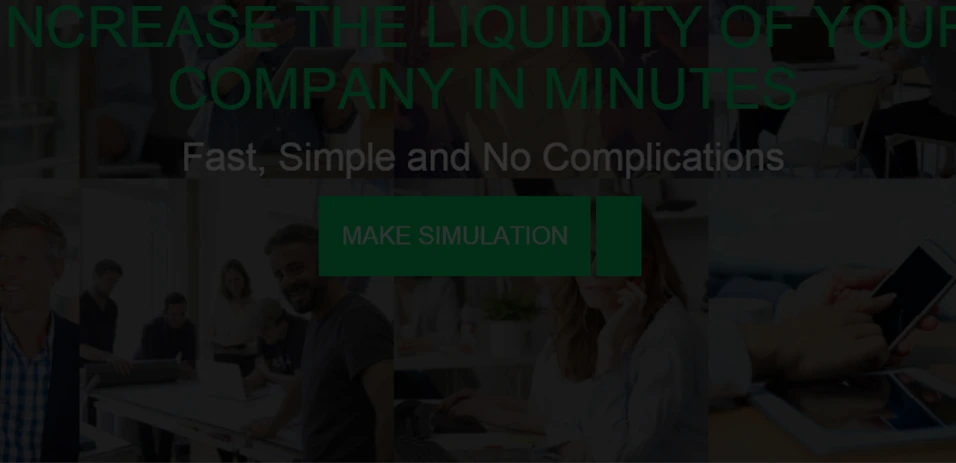 NCREASE THE LIQUIDITY OF YOUR
COMPANY IN MINUTES
Fast, Simple and No Complications
MAKE SIMULATION